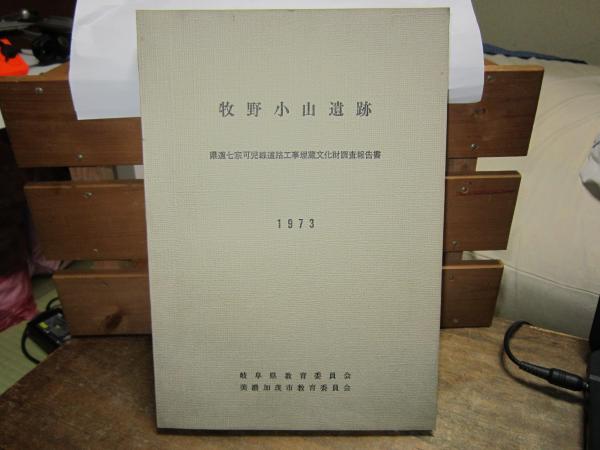 牧野小山遺跡
県道七宗可児線道路工事埋蔵文化財調査報告書
1973
岐阜県教育委員会
美濃加茂市教育委員会